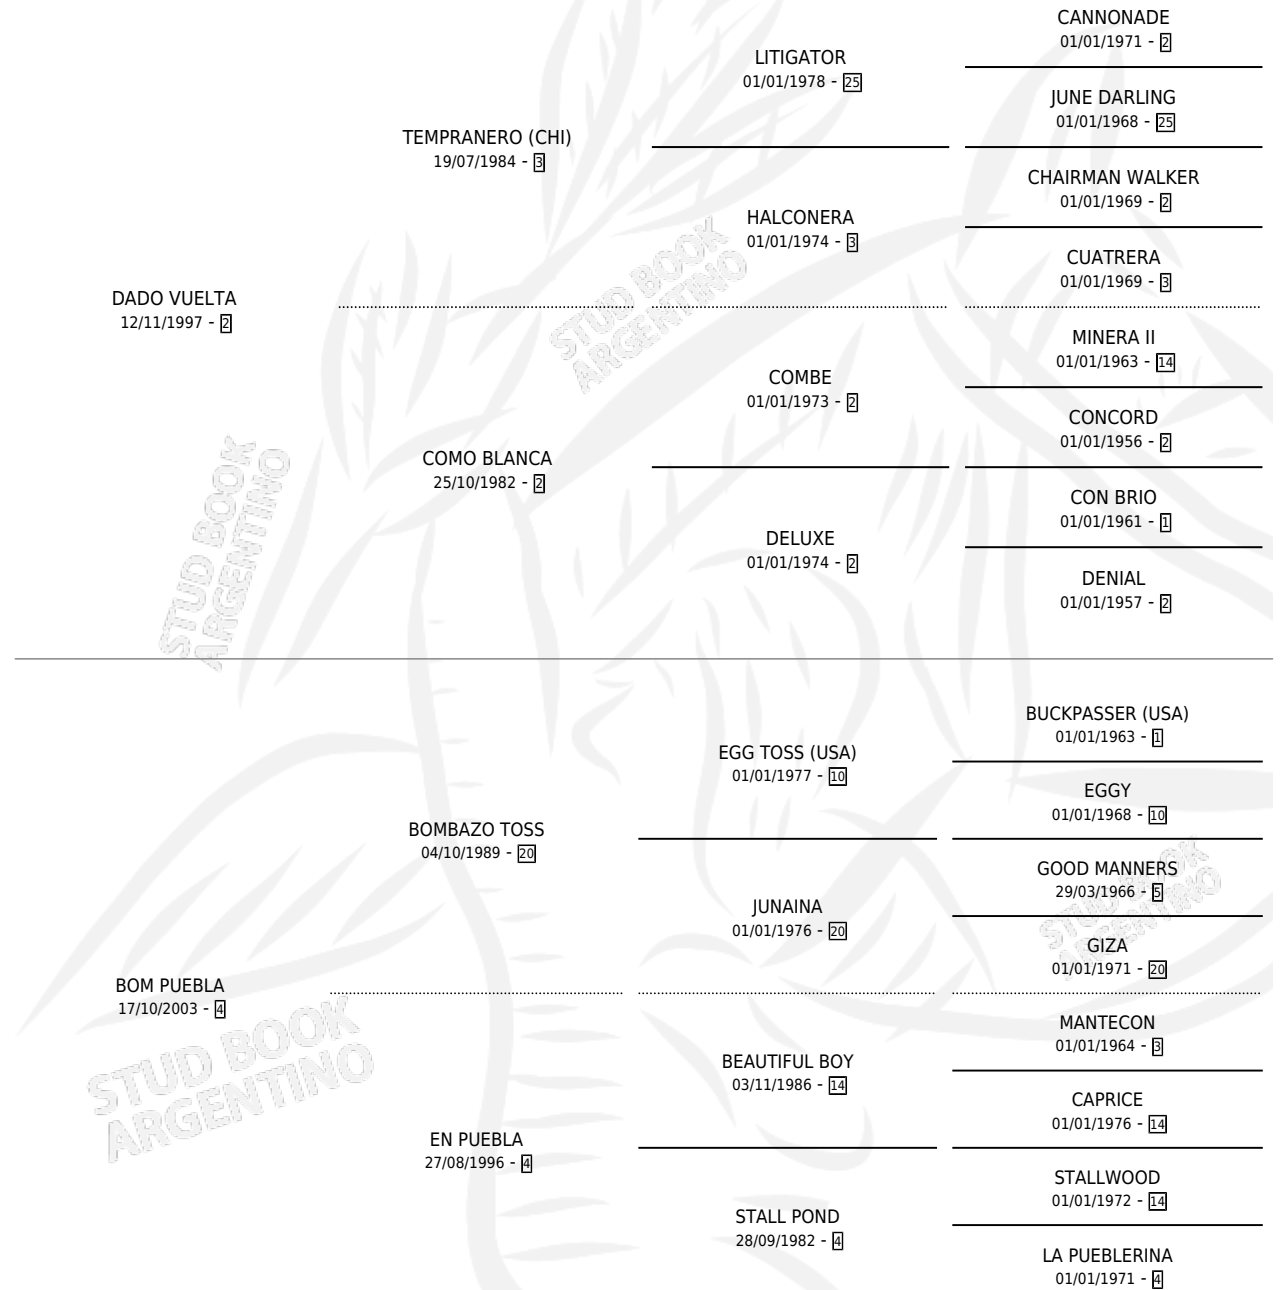 CANNONADE
01/01/1971 - 2
LITIGATOR
01/01/1978 - 25
JUNE DARLING
01/01/1968 - 25
TEMPRANERO (CHI)
19/07/1984 - 3
CHAIRMAN WALKER
01/01/1969 - 2
HALCONERA
01/01/1974 - 3
CUATRERA
01/01/1969 - 3
DADO VUELTA
12/11/1997 - 2
MINERA II
01/01/1963 - 14
COMBE
01/01/1973 - 2
CONCORD
01/01/1956 - 2
COMO BLANCA
25/10/1982 - 2
CON BRIO
01/01/1961 - 1
DELUXE
01/01/1974 - 2
DENIAL
01/01/1957 - 2
STUD BOOK
ARGENTINO
STUD BOOK
ARGENTINO
BUCKPASSER (USA)
01/01/1963 - 1
EGG TOSS (USA)
01/01/1977 - 10
EGGY
01/01/1968 - 10
BOMBAZO TOSS
04/10/1989 - 20
GOOD MANNERS
29/03/1966 - 5
JUNAINA
01/01/1976 - 20
GIZA
01/01/1971 - 20
BOM PUEBLA
17/10/2003 - 4
MANTECON
01/01/1964 - 3
BEAUTIFUL BOY
03/11/1986 - 14
CAPRICE
01/01/1976 - 14
EN PUEBLA
27/08/1996 - 4
STALLWOOD
01/01/1972 - 14
STALL POND
28/09/1982 - 4
LA PUEBLERINA
01/01/1971 - 4
STUD BOOK
ARGENTINO
STUD BOOK
ARGENTINO